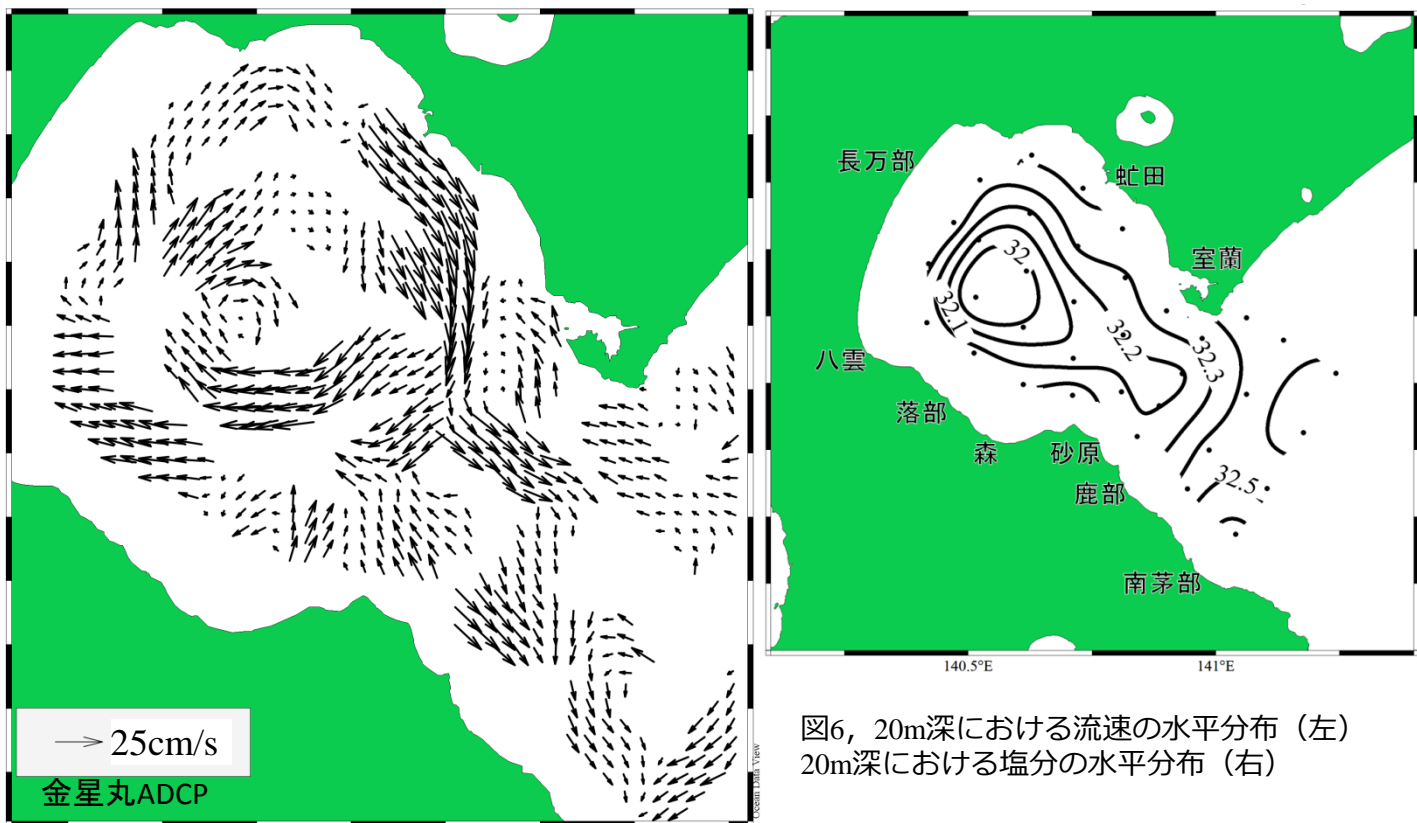 25cm/s
金星丸ADCP
Ocean Data View
長万部
虻田
室蘭
八雲
落部
森
砂原
鹿部
南茅部
32
32.1
32.2
32.3
32.5
140.5°E
141°E
図6，20m深における流速の水平分布（左）
20m深における塩分の水平分布（右）